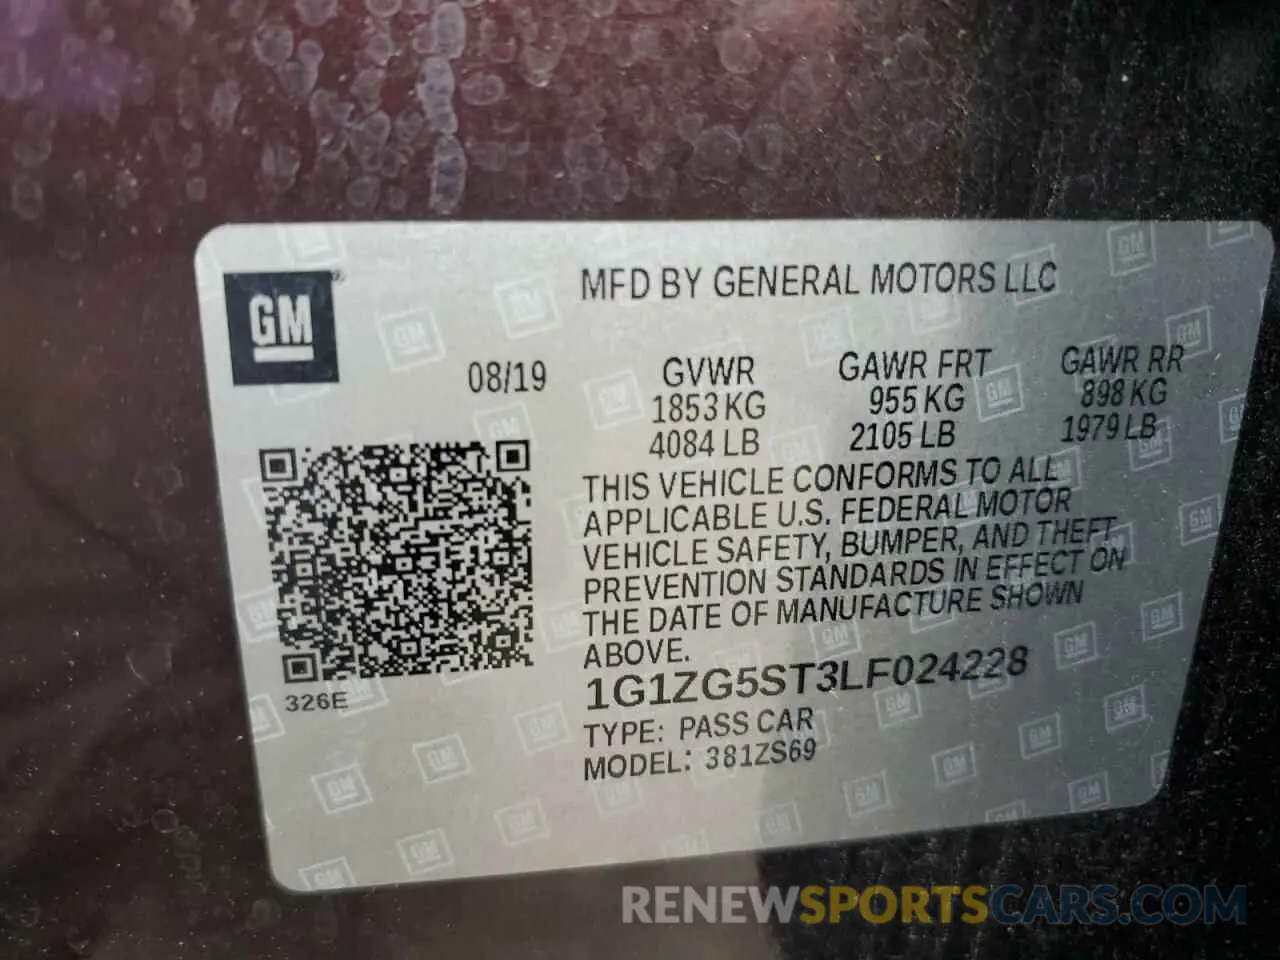 GM
MFD BY GENERAL MOTORS LLC
08/19
GVWR GAWR FRT GAWR RR
1853 KG 955 KG 898 KG
4084 LB 2105 LB 1979 LB
THIS VEHICLE CONFORMS TO ALL
APPLICABLE U.S. FEDERAL MOTOR
VEHICLE SAFETY, BUMPER, AND THEFT
PREVENTION STANDARDS IN EFFECT ON
THE DATE OF MANUFACTURE SHOWN
ABOVE.
326E
1G1ZG5ST3LF024228
TYPE: PASS CAR
MODEL: 381ZS69
RENEWSPORTSCARS.COM